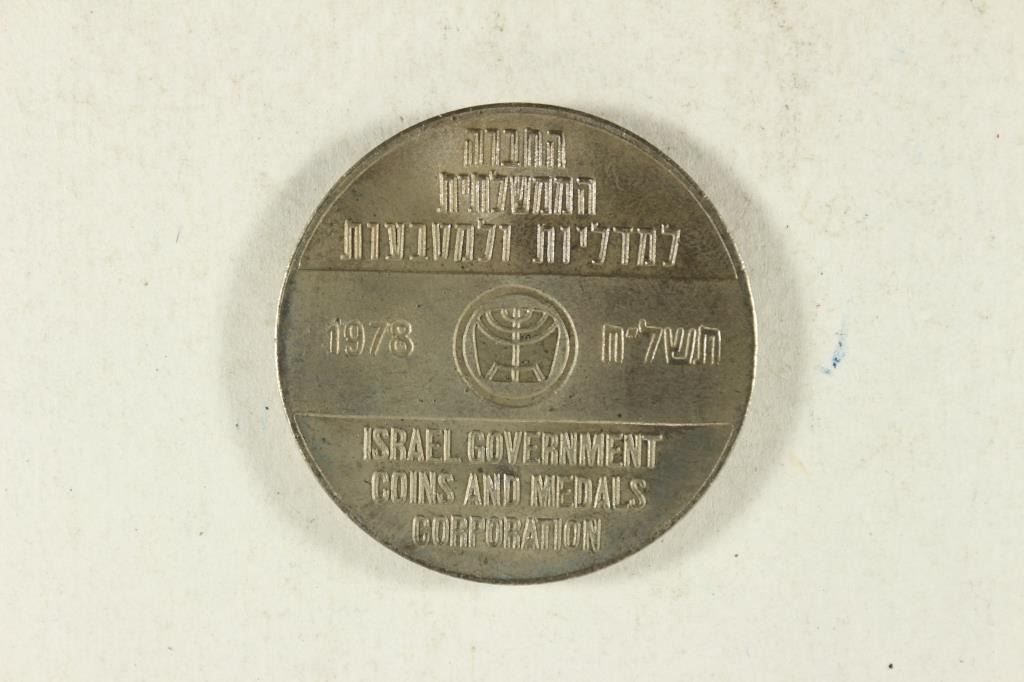 החברה
הממשלתית
למדליות ולמטבעות
1978 תשל"ח
ISRAEL GOVERNMENT
COINS AND MEDALS
CORPORATION